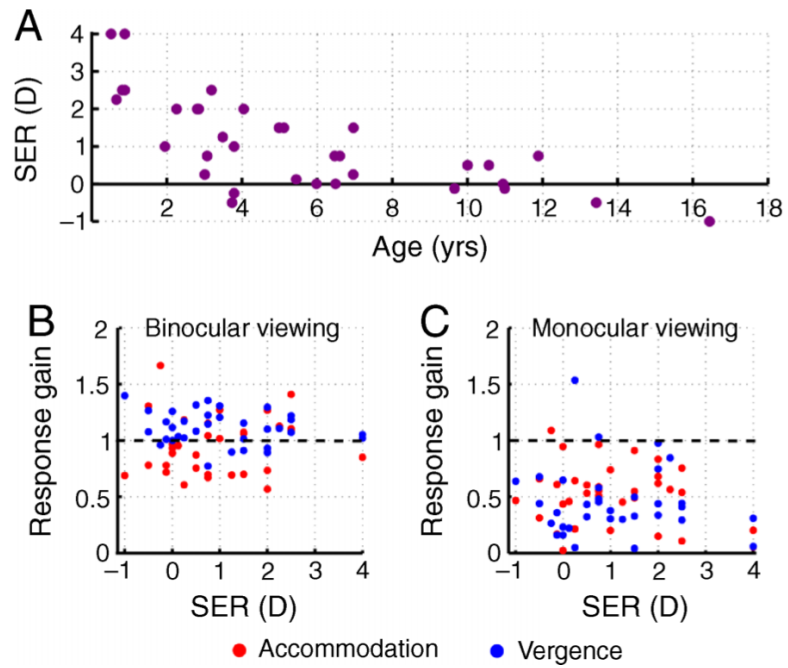 A
SER (D)
4
3
2
1
0
−1
2 4 6 8 10 12 14 16 18
Age (yrs)
B
Binocular viewing
Response gain
2
1.5
1
0.5
0
−1 0 1 2 3 4
SER (D)
C
Monocular viewing
Response gain
2
1.5
1
0.5
0
−1 0 1 2 3 4
SER (D)
Accommodation Vergence